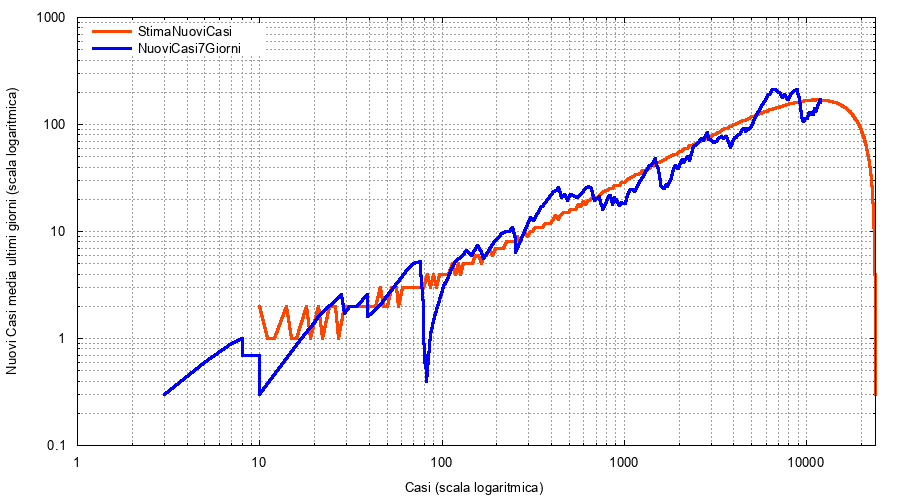 1000
100
10
1
0.1
1
10
100
1000
10000
StimaNuoviCasi
NuoviCasi7Giorni
Nuovi Casi media ultimi giorni (scala logaritmica)
Casi (scala logaritmica)